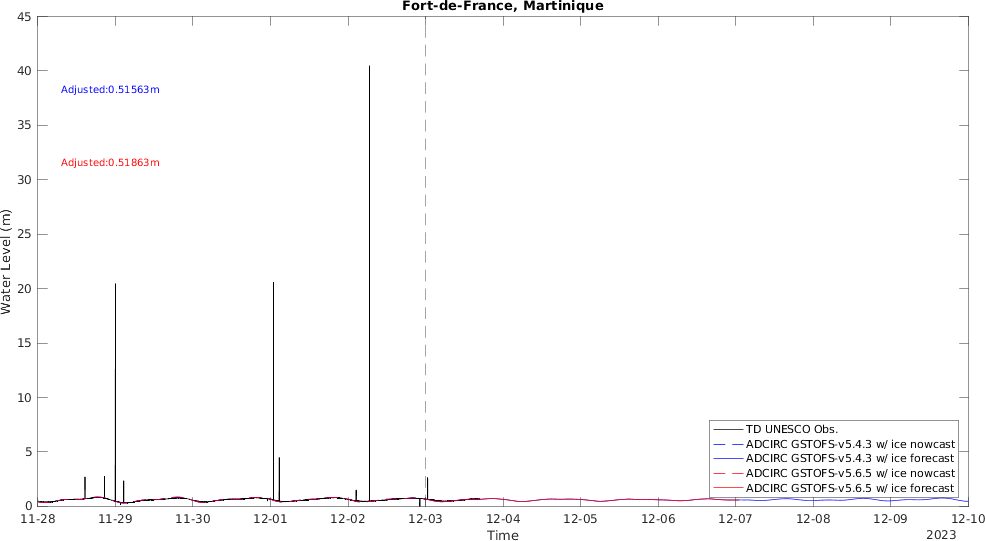 Fort-de-France, Martinique
45
40
35
30
25
20
15
10
5
0
Water Level (m)
Adjusted:0.51563m
Adjusted:0.51863m
TD UNESCO Obs.
ADCIRC GSTOFS-v5.4.3 w/ ice nowcast
ADCIRC GSTOFS-v5.4.3 w/ ice forecast
ADCIRC GSTOFS-v5.6.5 w/ ice nowcast
ADCIRC GSTOFS-v5.6.5 w/ ice forecast
11-28 11-29 11-30 12-01 12-02 12-03 12-04 12-05 12-06 12-07 12-08 12-09 12-10
Time
2023